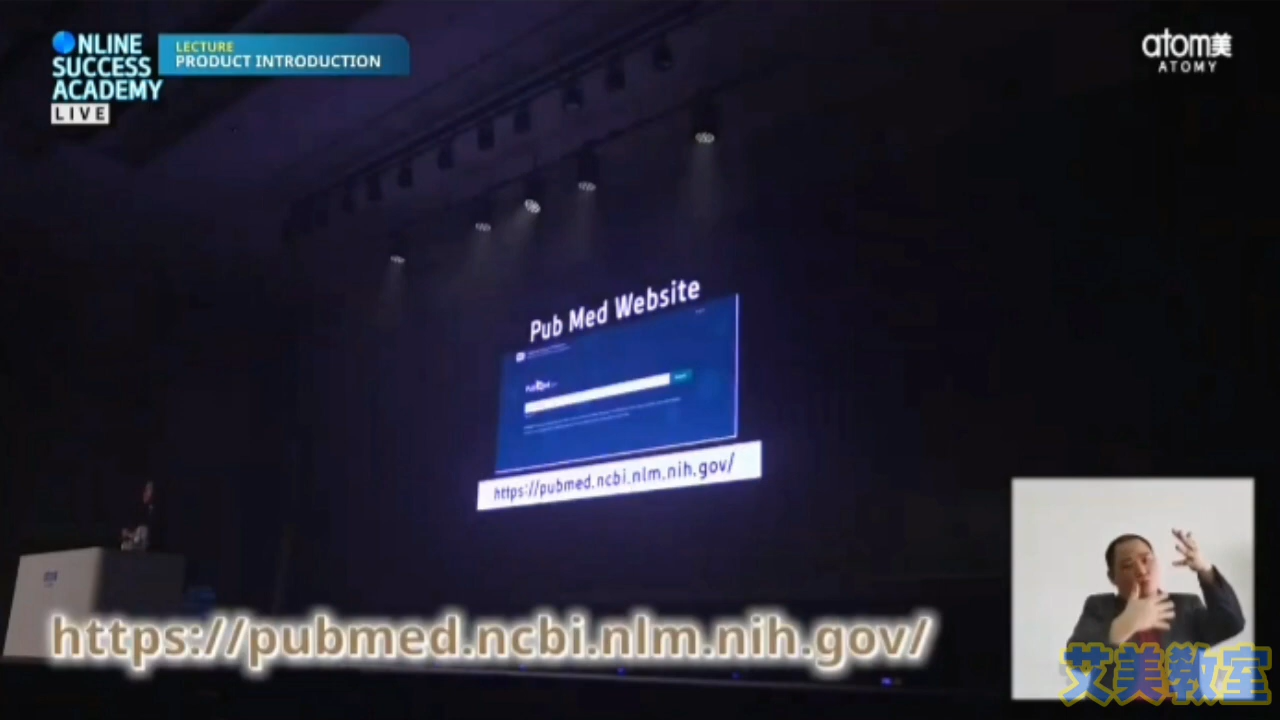 ONLINE
SUCCESS
ACADEMY
LIVE
LECTURE
PRODUCT INTRODUCTION
atom美
ATOMY
Pub Med Website
https://pubmed.ncbi.nlm.nih.gov/
https://pubmed.ncbi.nlm.nih.gov/
艾美教室